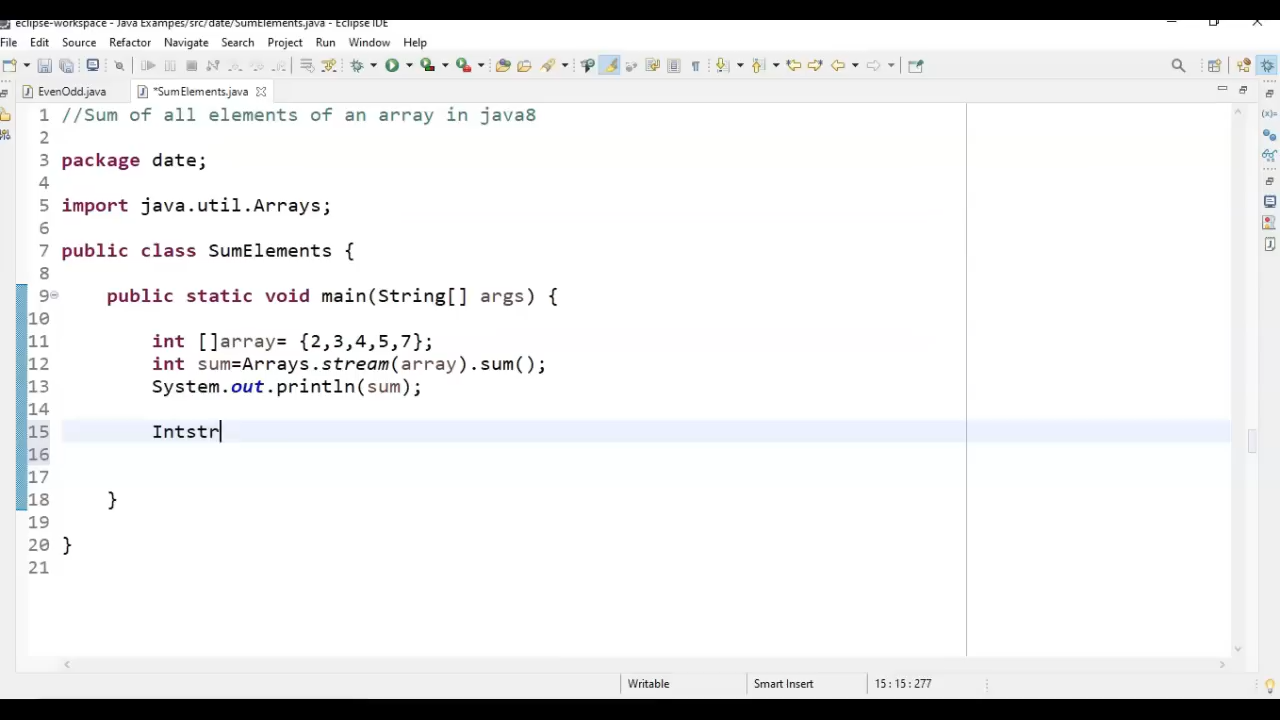 eclipse-workspace - Java Exampes/src/date/SumElements.java - Eclipse IDE
File Edit Source Refactor Navigate Search Project Run Window Help
EvenOdd.java *SumElements.java
1 //Sum of all elements of an array in java8
2
3 package date;
4
5 import java.util.Arrays;
6
7 public class SumElements {
8
9 public static void main(String[] args) {
10
11 int []array= {2,3,4,5,7};
12 int sum=Arrays.stream(array).sum();
13 System.out.println(sum);
14
15 Intstr
16
17
18 }
19
20 }
21
Writable Smart Insert 15 : 15 : 277